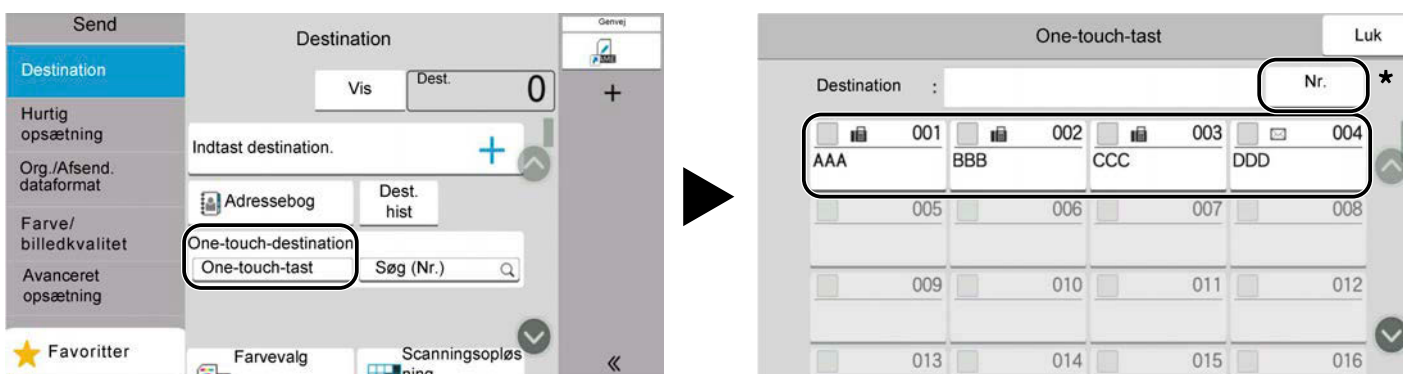 Send
Destination
Hurtig
opsætning
Org./Afsend.
dataformat
Farve/
billedkvalitet
Avanceret
opsætning
Favoritter
Destination
Vis
Dest.
0
Indtast destination.
+
Adressebog
Dest.
hist
One-touch-destination
One-touch-tast
Søg (Nr.)
Farvevalg
Scanningsopløs
ning
Genvej
+
«
One-touch-tast
Luk
Destination :
Nr.
*
001 002 003 004
AAA BBB CCC DDD
005 006 007 008
009 010 011 012
013 014 015 016